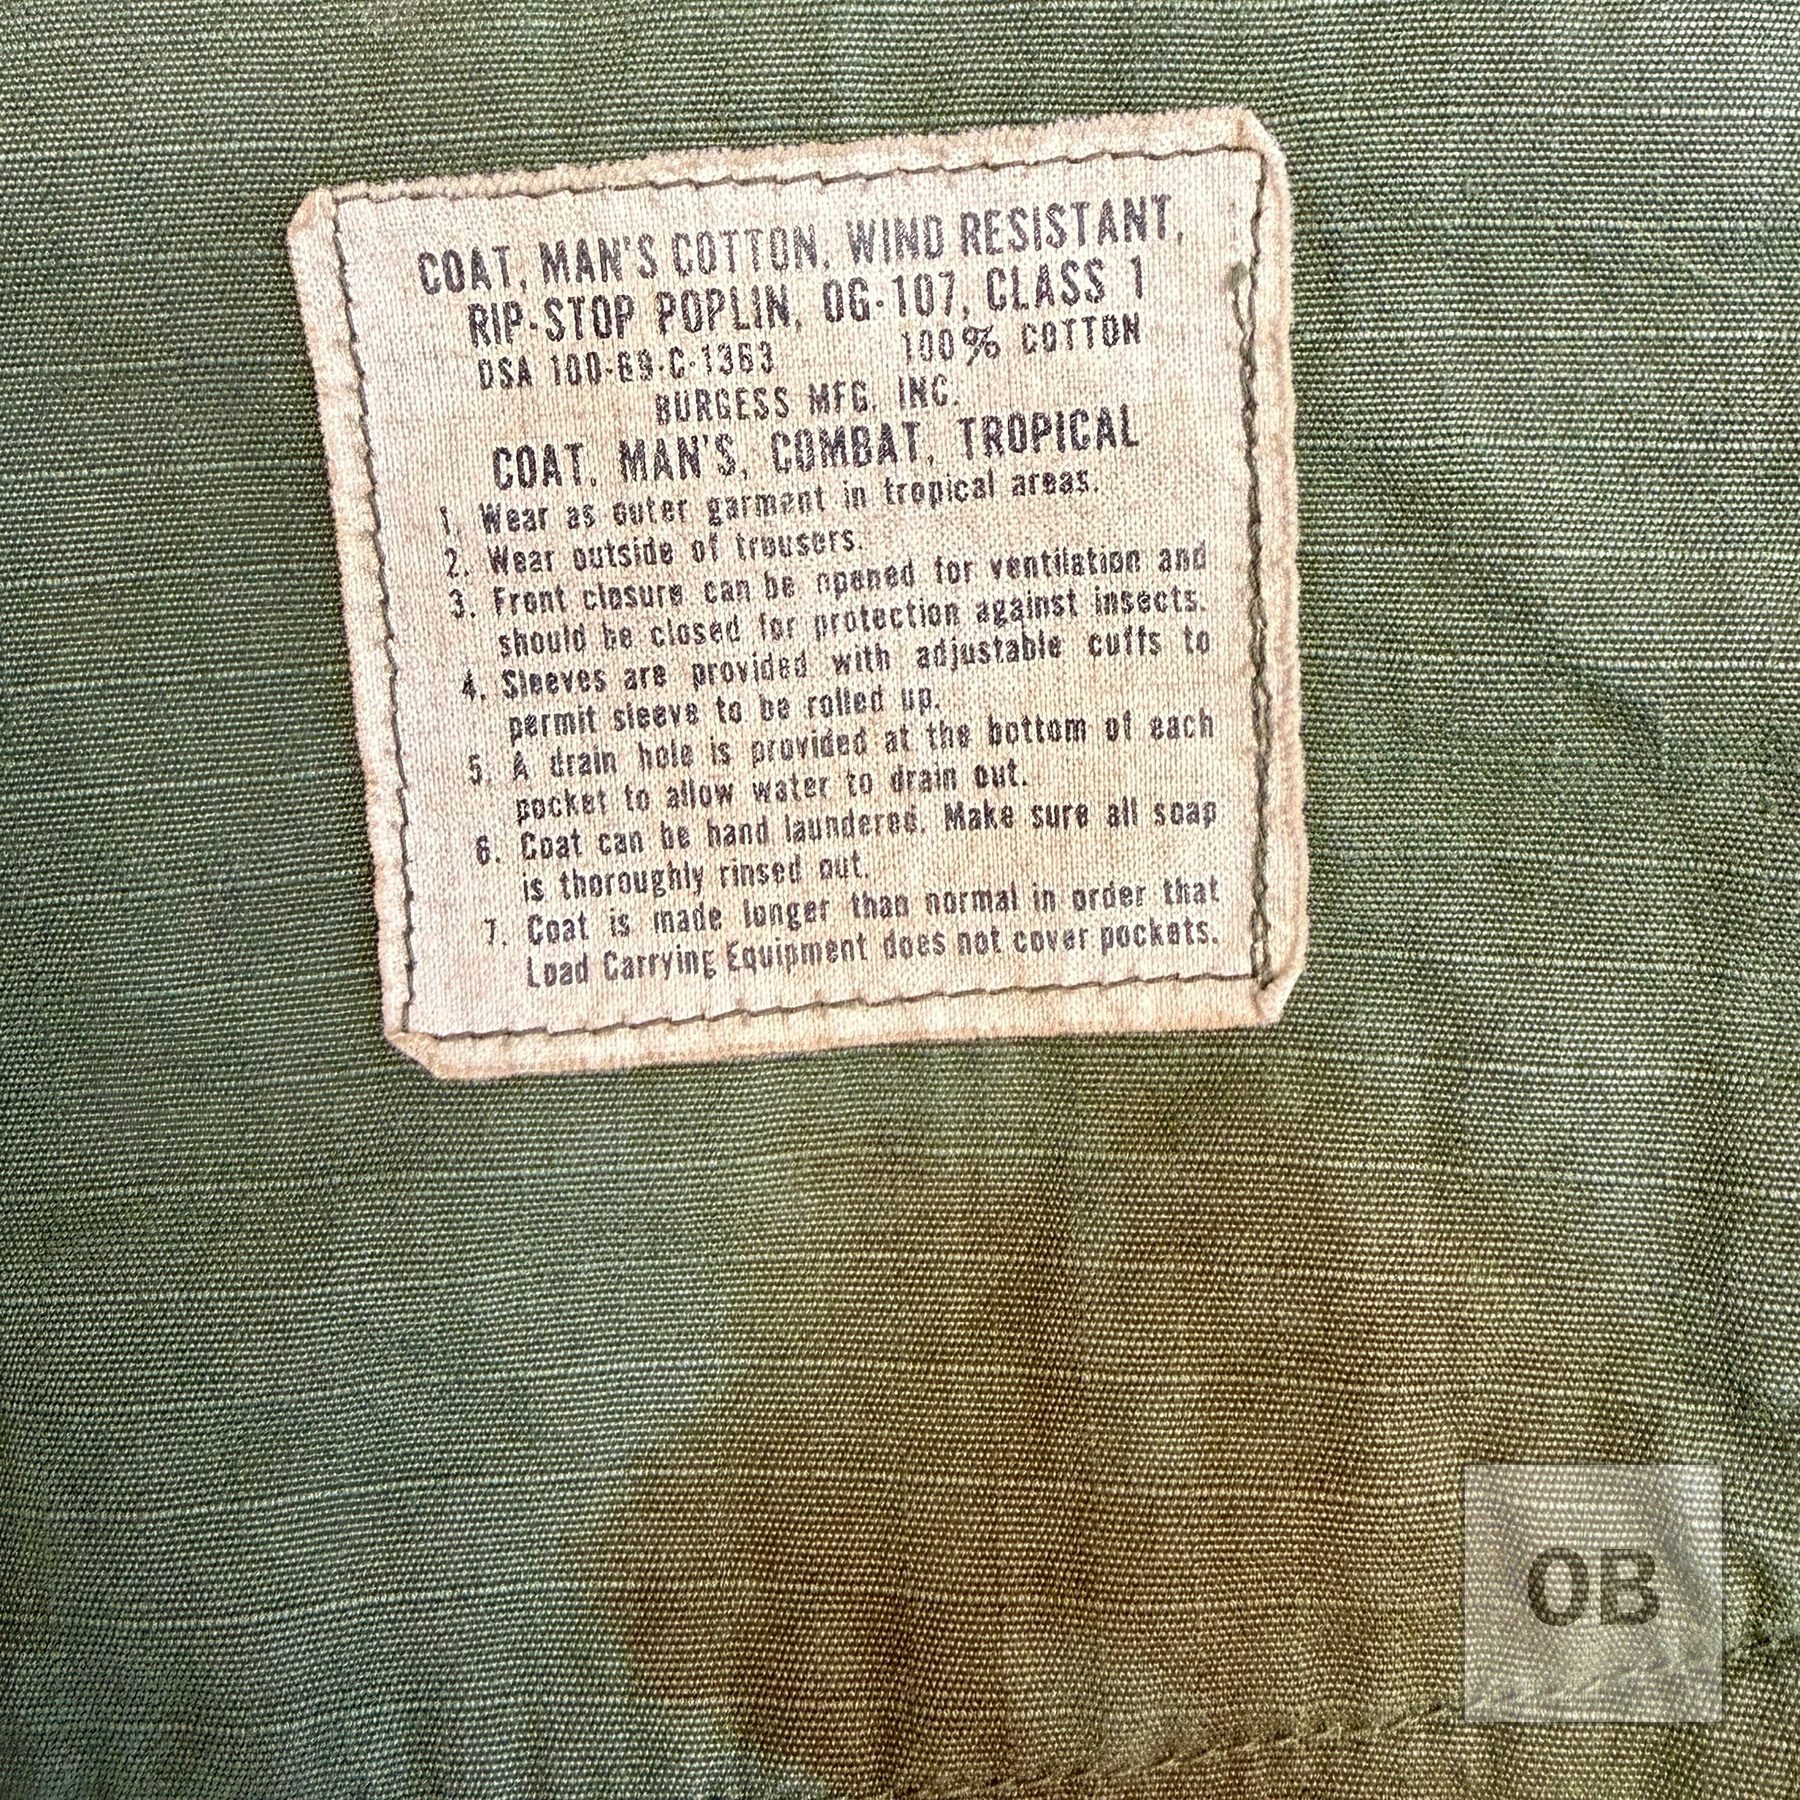 COAT, MAN'S COTTON, WIND RESISTANT,
RIP-STOP POPLIN, OG-107, CLASS 1
DSA 100-69-C-1363 100% COTTON
BURGESS MFG. INC.
COAT, MAN'S, COMBAT, TROPICAL
1. Wear as outer garment in tropical areas.
2. Wear outside of trousers.
3. Front closure can be opened for ventilation and
should be closed for protection against insects.
4. Sleeves are provided with adjustable cuffs to
permit sleeve to be rolled up.
5. A drain hole is provided at the bottom of each
pocket to allow water to drain out.
6. Coat can be hand laundered. Make sure all soap
is thoroughly rinsed out.
7. Coat is made longer than normal in order that
Load Carrying Equipment does not cover pockets.
OB